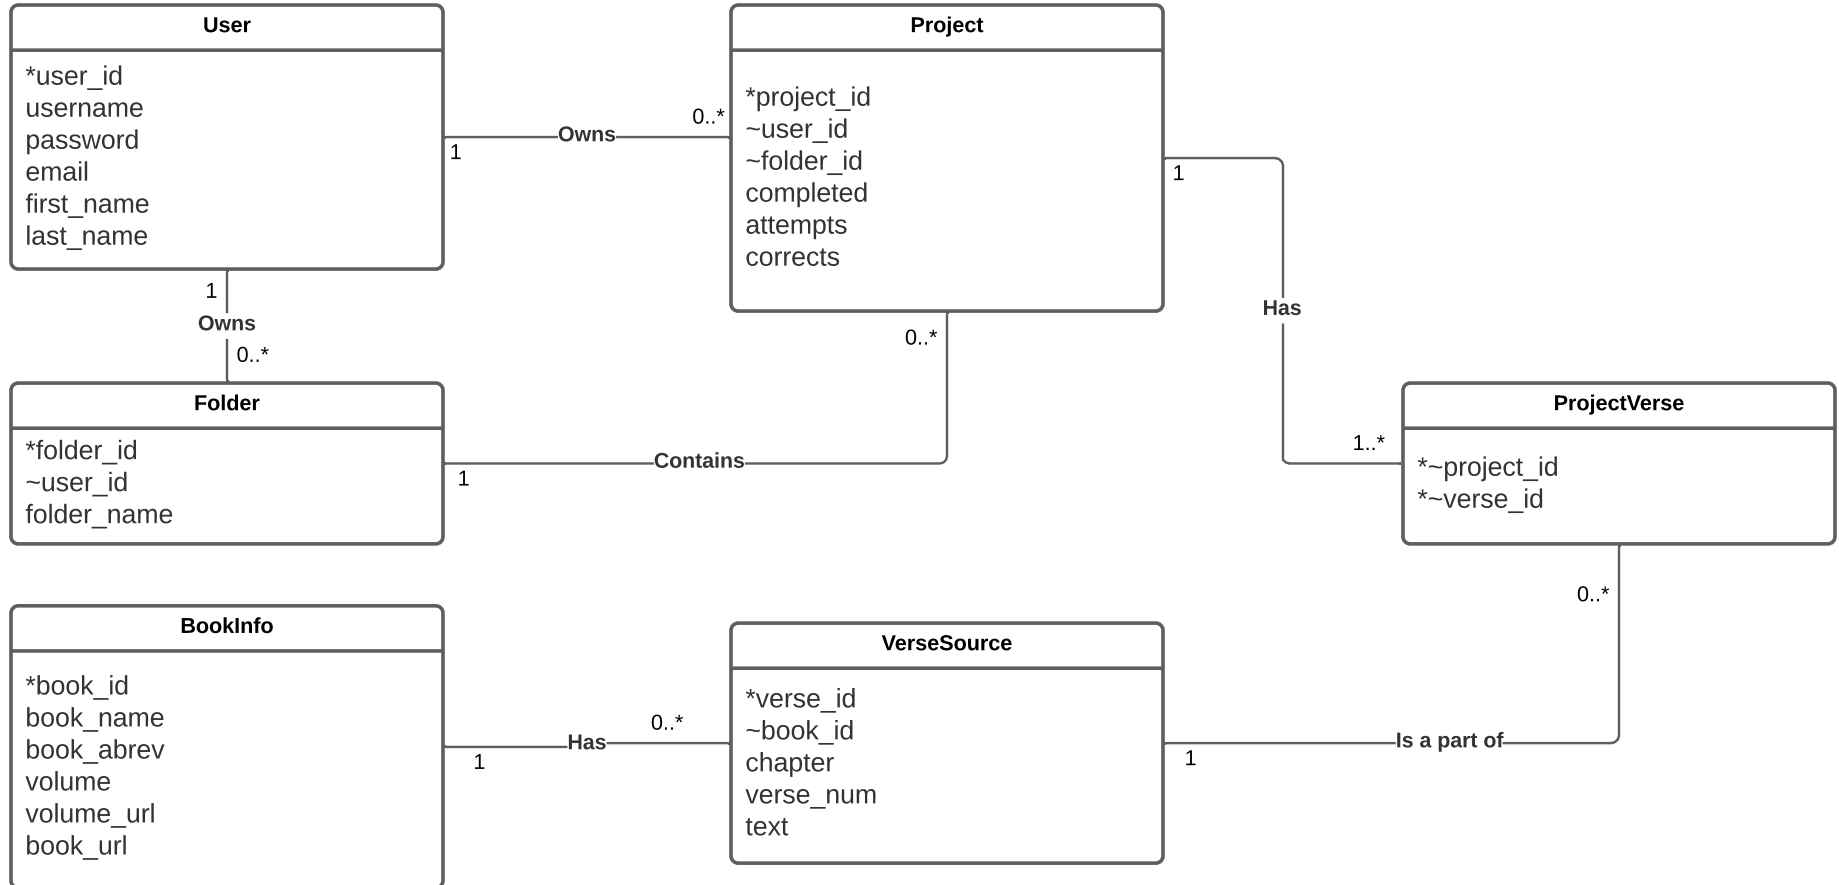 User
*user_id
username
password
email
first_name
last_name
Owns
1
0..*
Project
*project_id
~user_id
~folder_id
completed
attempts
corrects
1
Owns
0..*
Folder
*folder_id
~user_id
folder_name
1
Contains
0..*
1
Has
1..*
ProjectVerse
*~project_id
*~verse_id
0..*
Is a part of
1
BookInfo
*book_id
book_name
book_abrev
volume
volume_url
book_url
1
Has
0..*
VerseSource
*verse_id
~book_id
chapter
verse_num
text